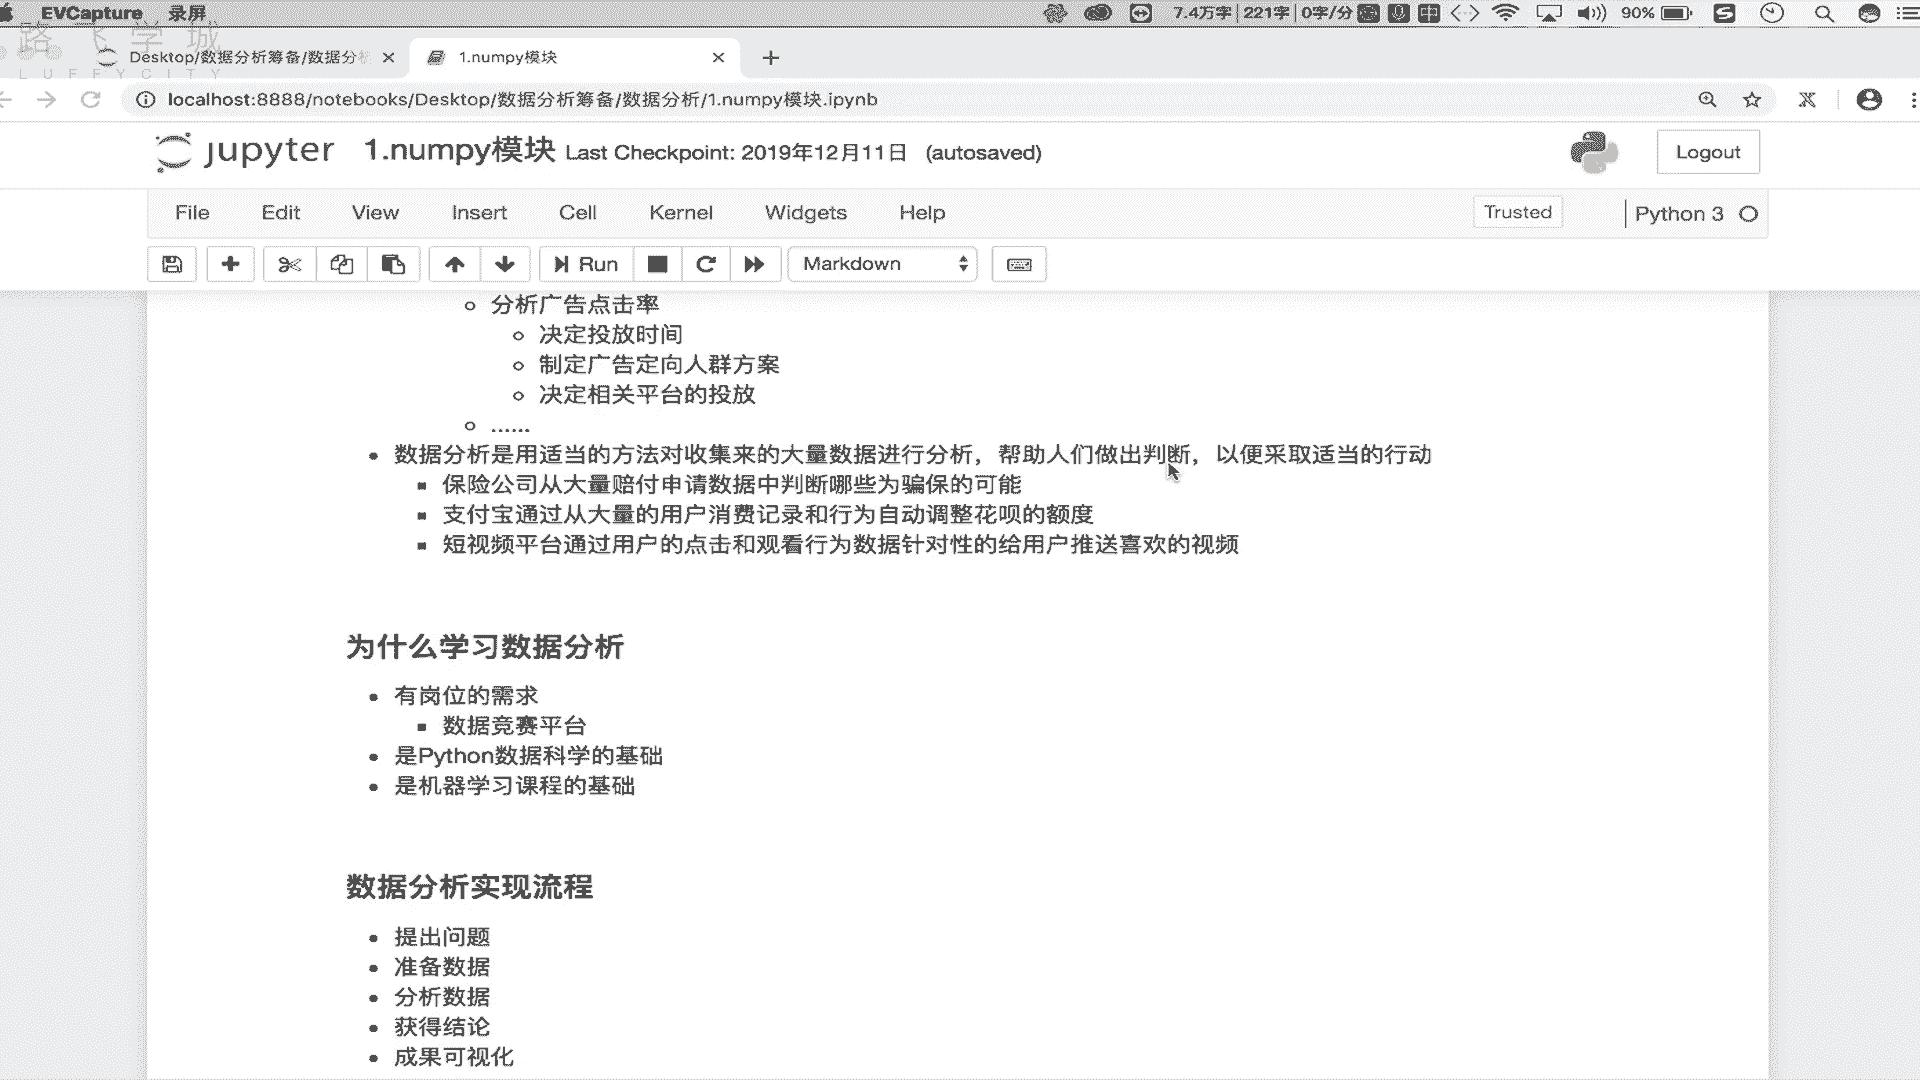 EVCapture 录屏 7.4万字 221字 0字/分 中 90%
路飞学城
LUFFYCITY
Desktop/数据分析筹备/数据分析 1.numpy模块
localhost:8888/notebooks/Desktop/数据分析筹备/数据分析/1.numpy模块.ipynb
jupyter 1.numpy模块 Last Checkpoint: 2019年12月11日 (autosaved) Logout
File Edit View Insert Cell Kernel Widgets Help Trusted Python 3
Run Markdown
分析广告点击率
决定投放时间
制定广告定向人群方案
决定相关平台的投放
......
数据分析是用适当的方法对收集来的大量数据进行分析，帮助人们做出判断，以便采取适当的行动
保险公司从大量赔付申请数据中判断哪些为骗保的可能
支付宝通过从大量的用户消费记录和行为自动调整花呗的额度
短视频平台通过用户的点击和观看行为数据针对性的给用户推送喜欢的视频
为什么学习数据分析
有岗位的需求
数据竞赛平台
是Python数据科学的基础
是机器学习课程的基础
数据分析实现流程
提出问题
准备数据
分析数据
获得结论
成果可视化